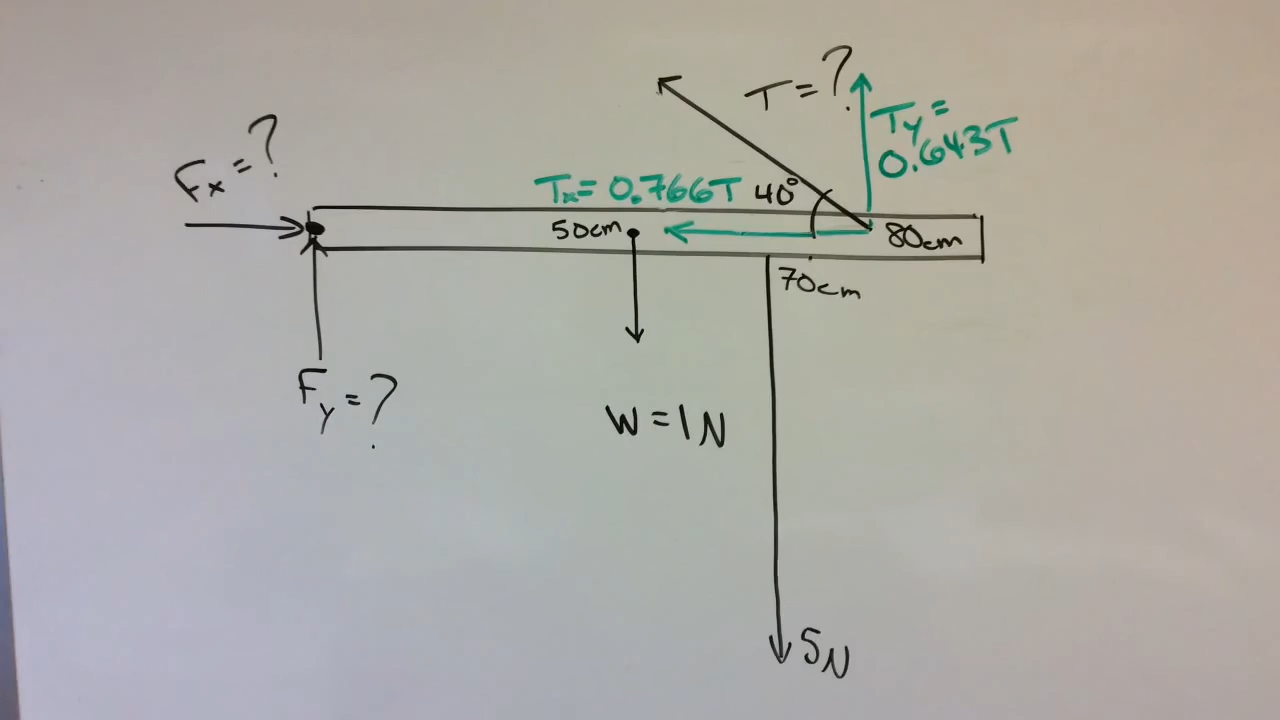 T = ?
Ty =
0.643T
Fx = ?
Tx = 0.766T
40°
50cm
80cm
70cm
Fy = ?
W = 1N
5N